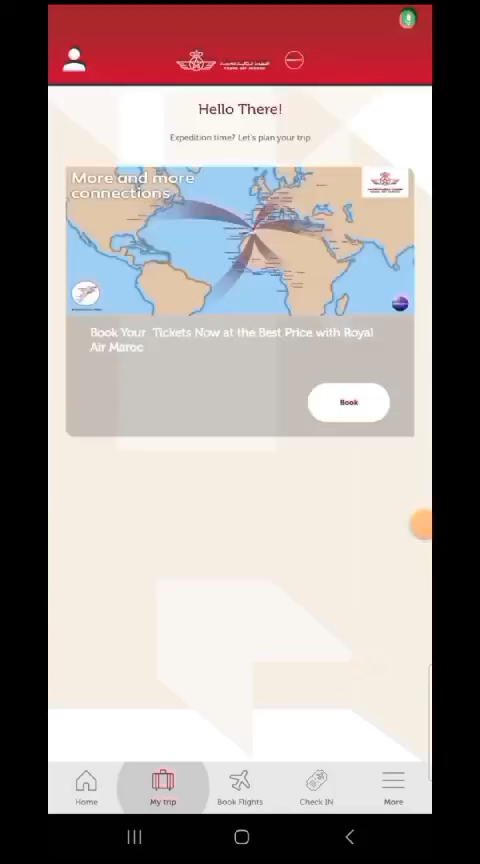 Hello There!
Expedition time? Let's plan your trip
More and more
connections
Book Your Tickets Now at the Best Price with Royal
Air Maroc
Book
Home
My trip
Book Flights
Check IN
More